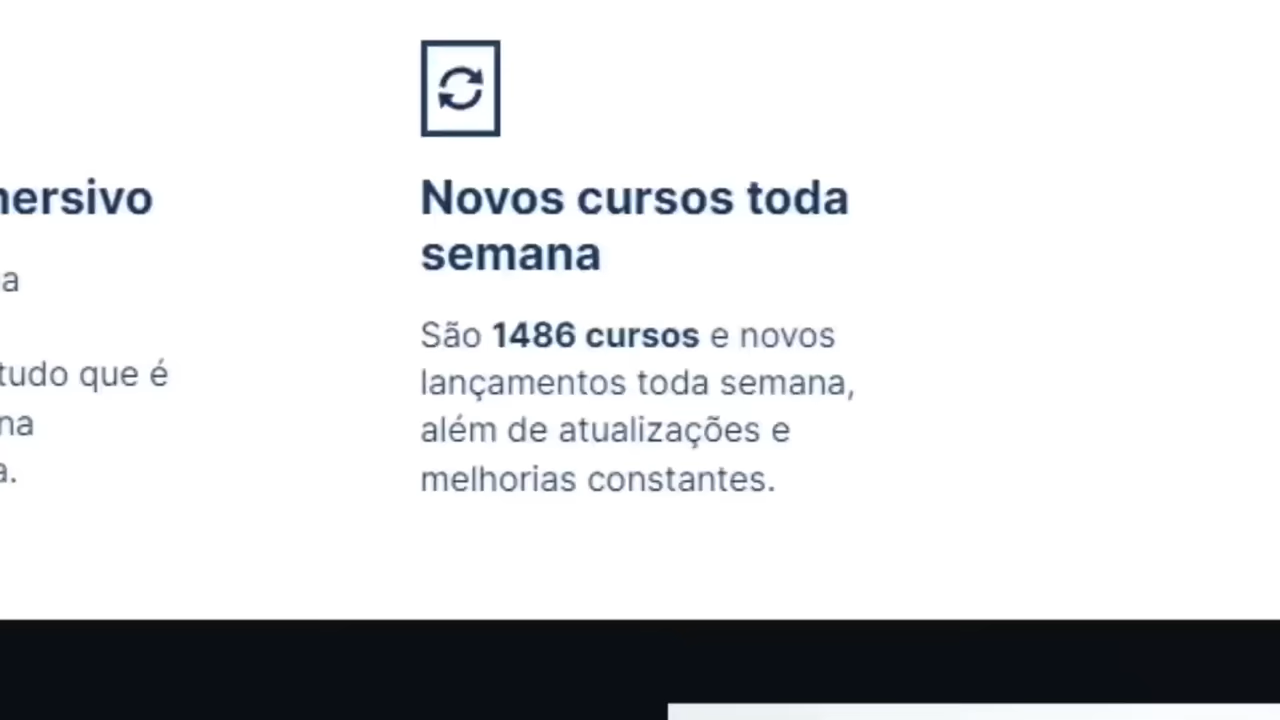 mersivo
a
tudo que é
na
a.
Novos cursos toda
semana
São 1486 cursos e novos
lançamentos toda semana,
além de atualizações e
melhorias constantes.